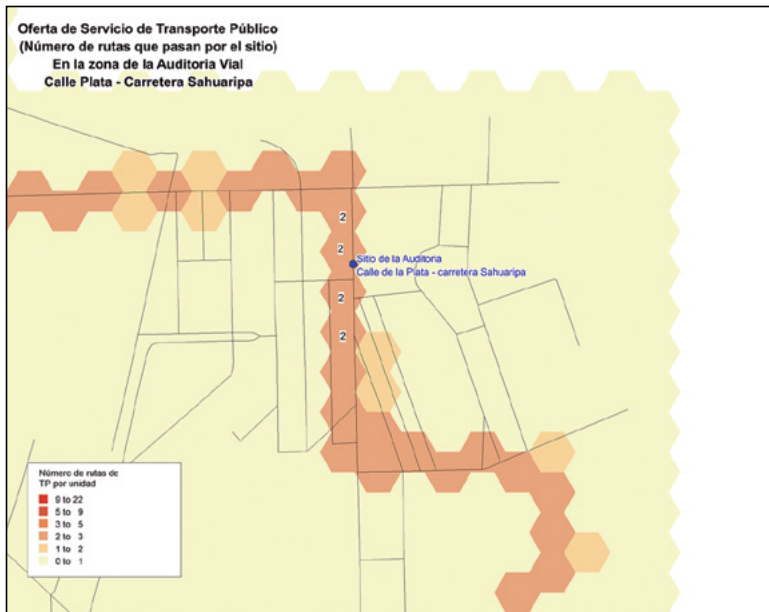 Oferta de Servicio de Transporte Público
(Número de rutas que pasan por el sitio)
En la zona de la Auditoria Vial
Calle Plata - Carretera Sahuaripa
2
2
Sitio de la Auditoria
Calle de la Plata - carretera Sahuaripa
2
2
Número de rutas de
TP por unidad
9 to 22
5 to 9
3 to 5
2 to 3
1 to 2
0 to 1